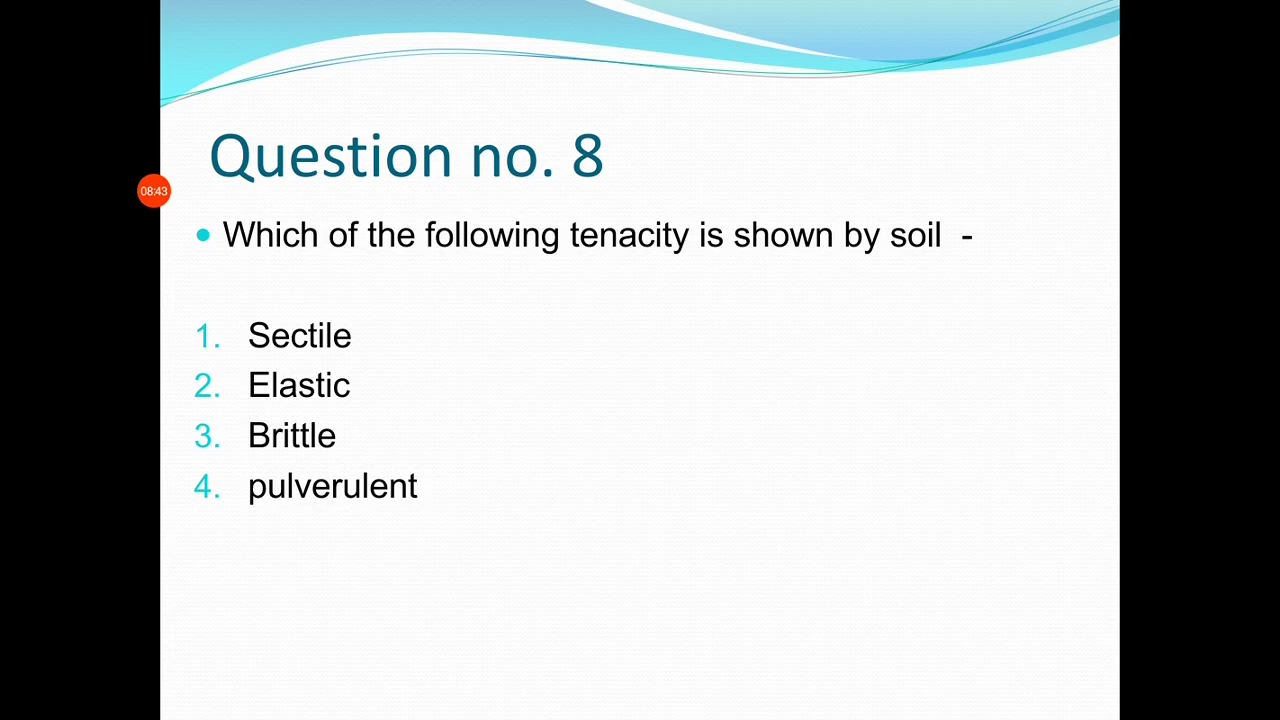 Question no. 8
08:43
• Which of the following tenacity is shown by soil -
1. Sectile
2. Elastic
3. Brittle
4. pulverulent